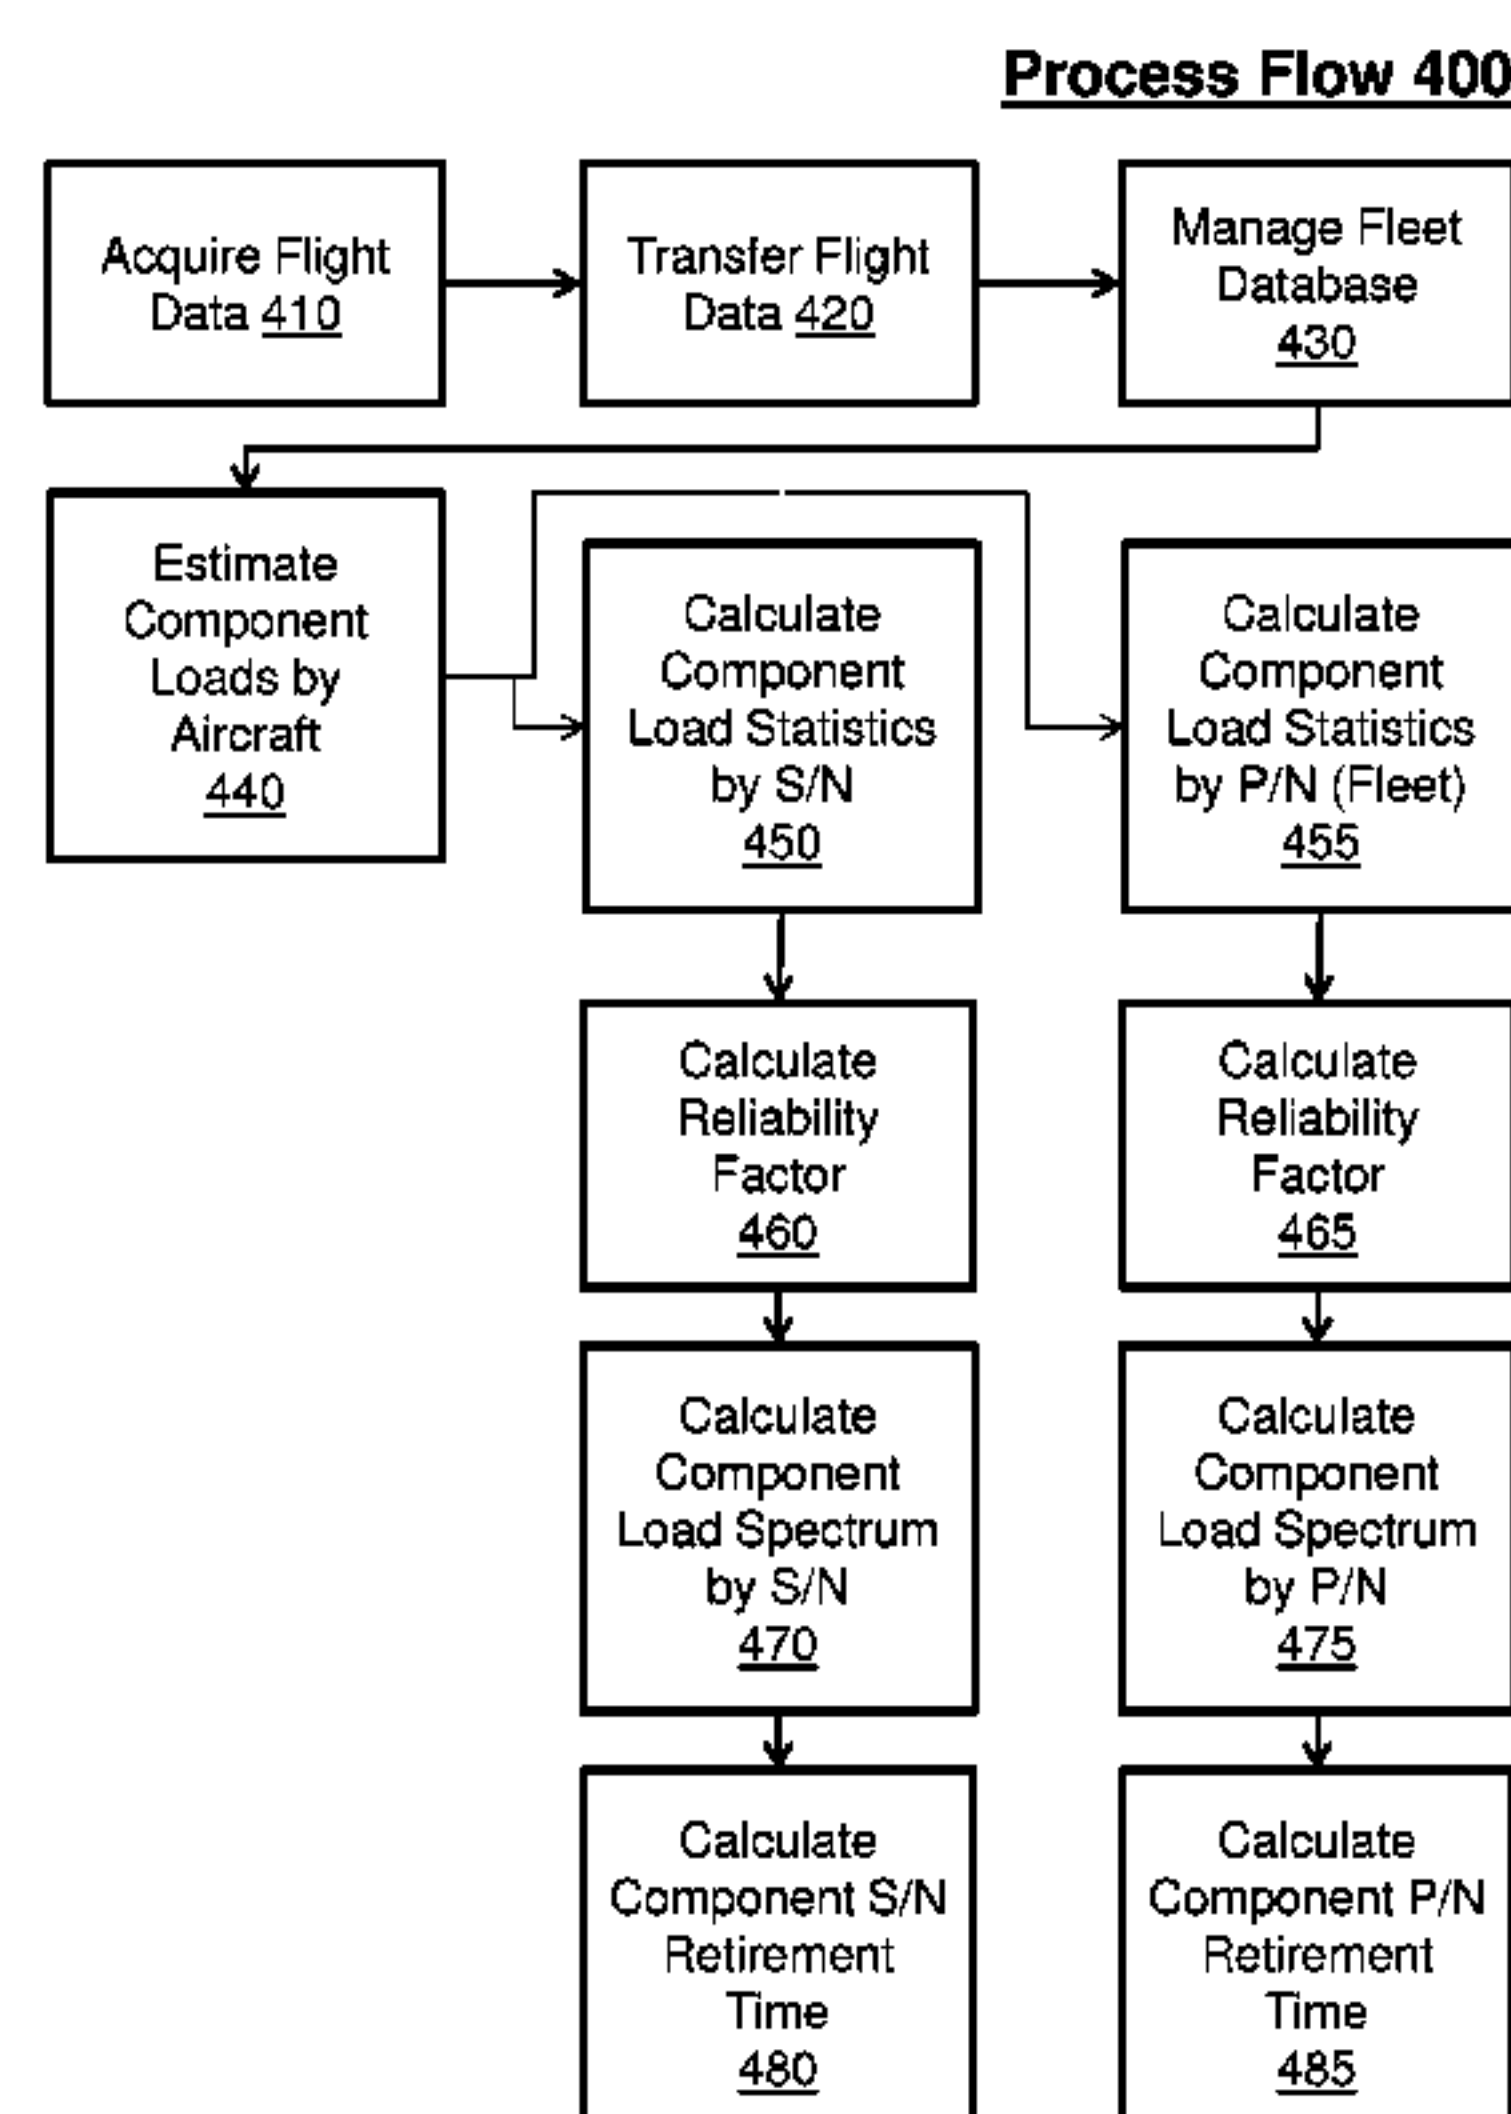 Process Flow 400
Acquire Flight
Data 410
Transfer Flight
Data 420
Manage Fleet
Database
430
Estimate
Component
Loads by
Aircraft
440
Calculate
Component
Load Statistics
by S/N
450
Calculate
Component
Load Statistics
by P/N (Fleet)
455
Calculate
Reliability
Factor
460
Calculate
Reliability
Factor
465
Calculate
Component
Load Spectrum
by S/N
470
Calculate
Component
Load Spectrum
by P/N
475
Calculate
Component S/N
Retirement
Time
480
Calculate
Component P/N
Retirement
Time
485